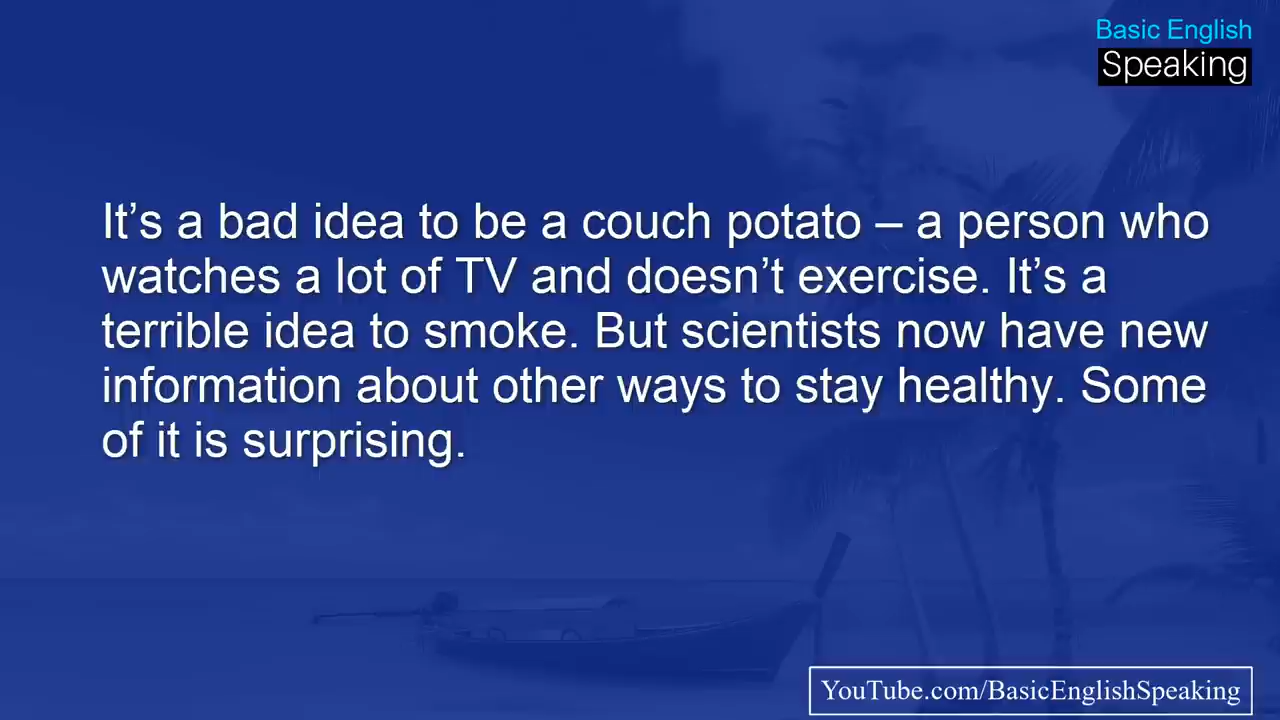 Basic English
Speaking
It’s a bad idea to be a couch potato – a person who
watches a lot of TV and doesn’t exercise. It’s a
terrible idea to smoke. But scientists now have new
information about other ways to stay healthy. Some
of it is surprising.
YouTube.com/BasicEnglishSpeaking